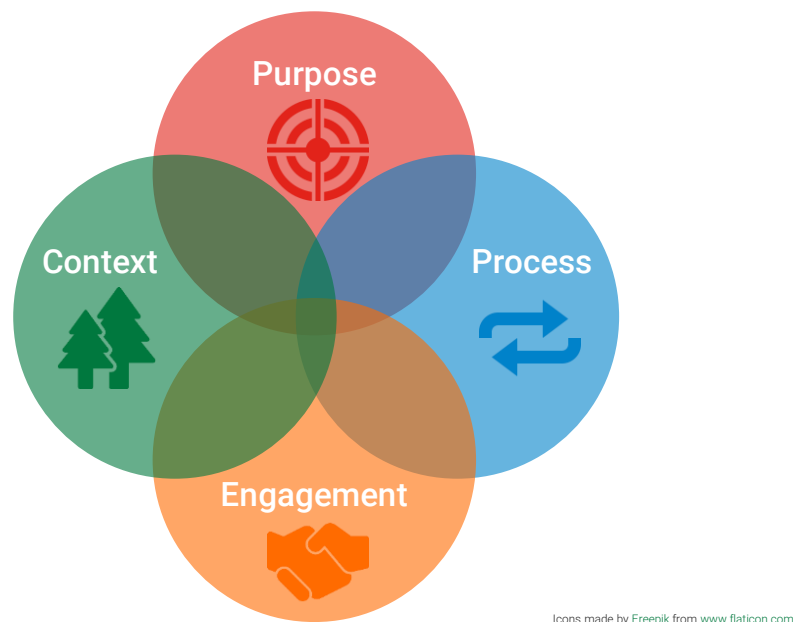 Purpose
Context
Process
Engagement
Icons made by Freepik from www.flaticon.com